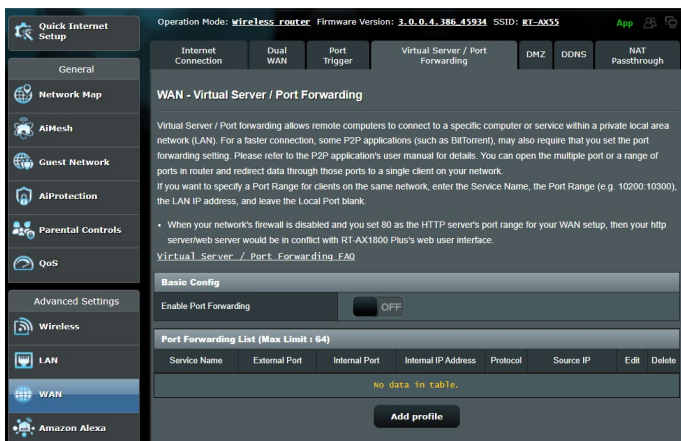 Quick Internet
Setup
General
Network Map
AiMesh
Guest Network
AiProtection
Parental Controls
QoS
Advanced Settings
Wireless
LAN
WAN
Amazon Alexa
Operation Mode: Wireless router Firmware Version: 3.0.0.4.386_45934 SSID: RT-AX55 App
Internet Connection
Dual WAN
Port Trigger
Virtual Server / Port Forwarding
DMZ
DDNS
NAT Passthrough
WAN - Virtual Server / Port Forwarding
Virtual Server / Port forwarding allows remote computers to connect to a specific computer or service within a private local area
network (LAN). For a faster connection, some P2P applications (such as BitTorrent), may also require that you set the port
forwarding setting. Please refer to the P2P application's user manual for details. You can open the multiple port or a range of
ports in router and redirect data through those ports to a single client on your network.
If you want to specify a Port Range for clients on the same network, enter the Service Name, the Port Range (e.g. 10200:10300),
the LAN IP address, and leave the Local Port blank.
• When your network's firewall is disabled and you set 80 as the HTTP server's port range for your WAN setup, then your http
server/web server would be in conflict with RT-AX1800 Plus's web user interface.
Virtual Server / Port Forwarding FAQ
Basic Config
Enable Port Forwarding OFF
Port Forwarding List (Max Limit : 64)
Service Name External Port Internal Port Internal IP Address Protocol Source IP Edit Delete
No data in table.
Add profile